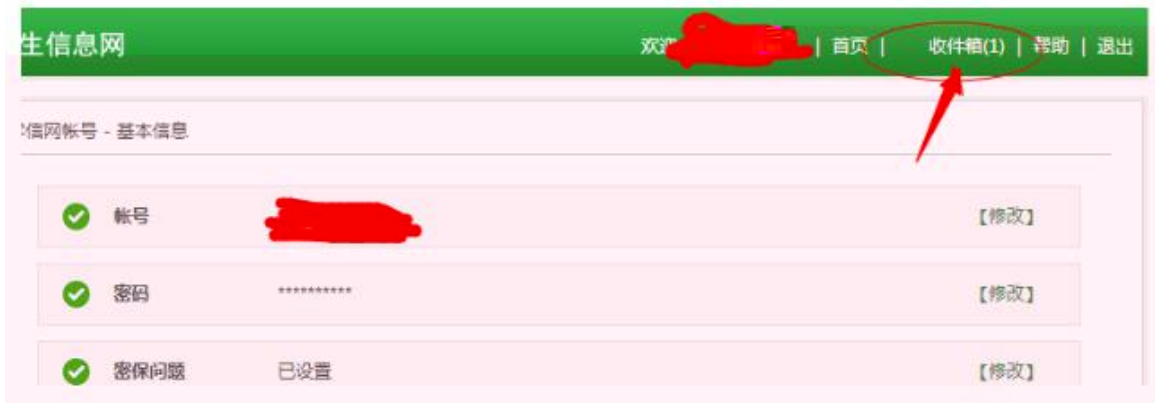 生信息网 欢迎 | 首页 | 收件箱(1) | 帮助 | 退出
信网帐号 - 基本信息
帐号 【修改】
密码 ********** 【修改】
密保问题 已设置 【修改】